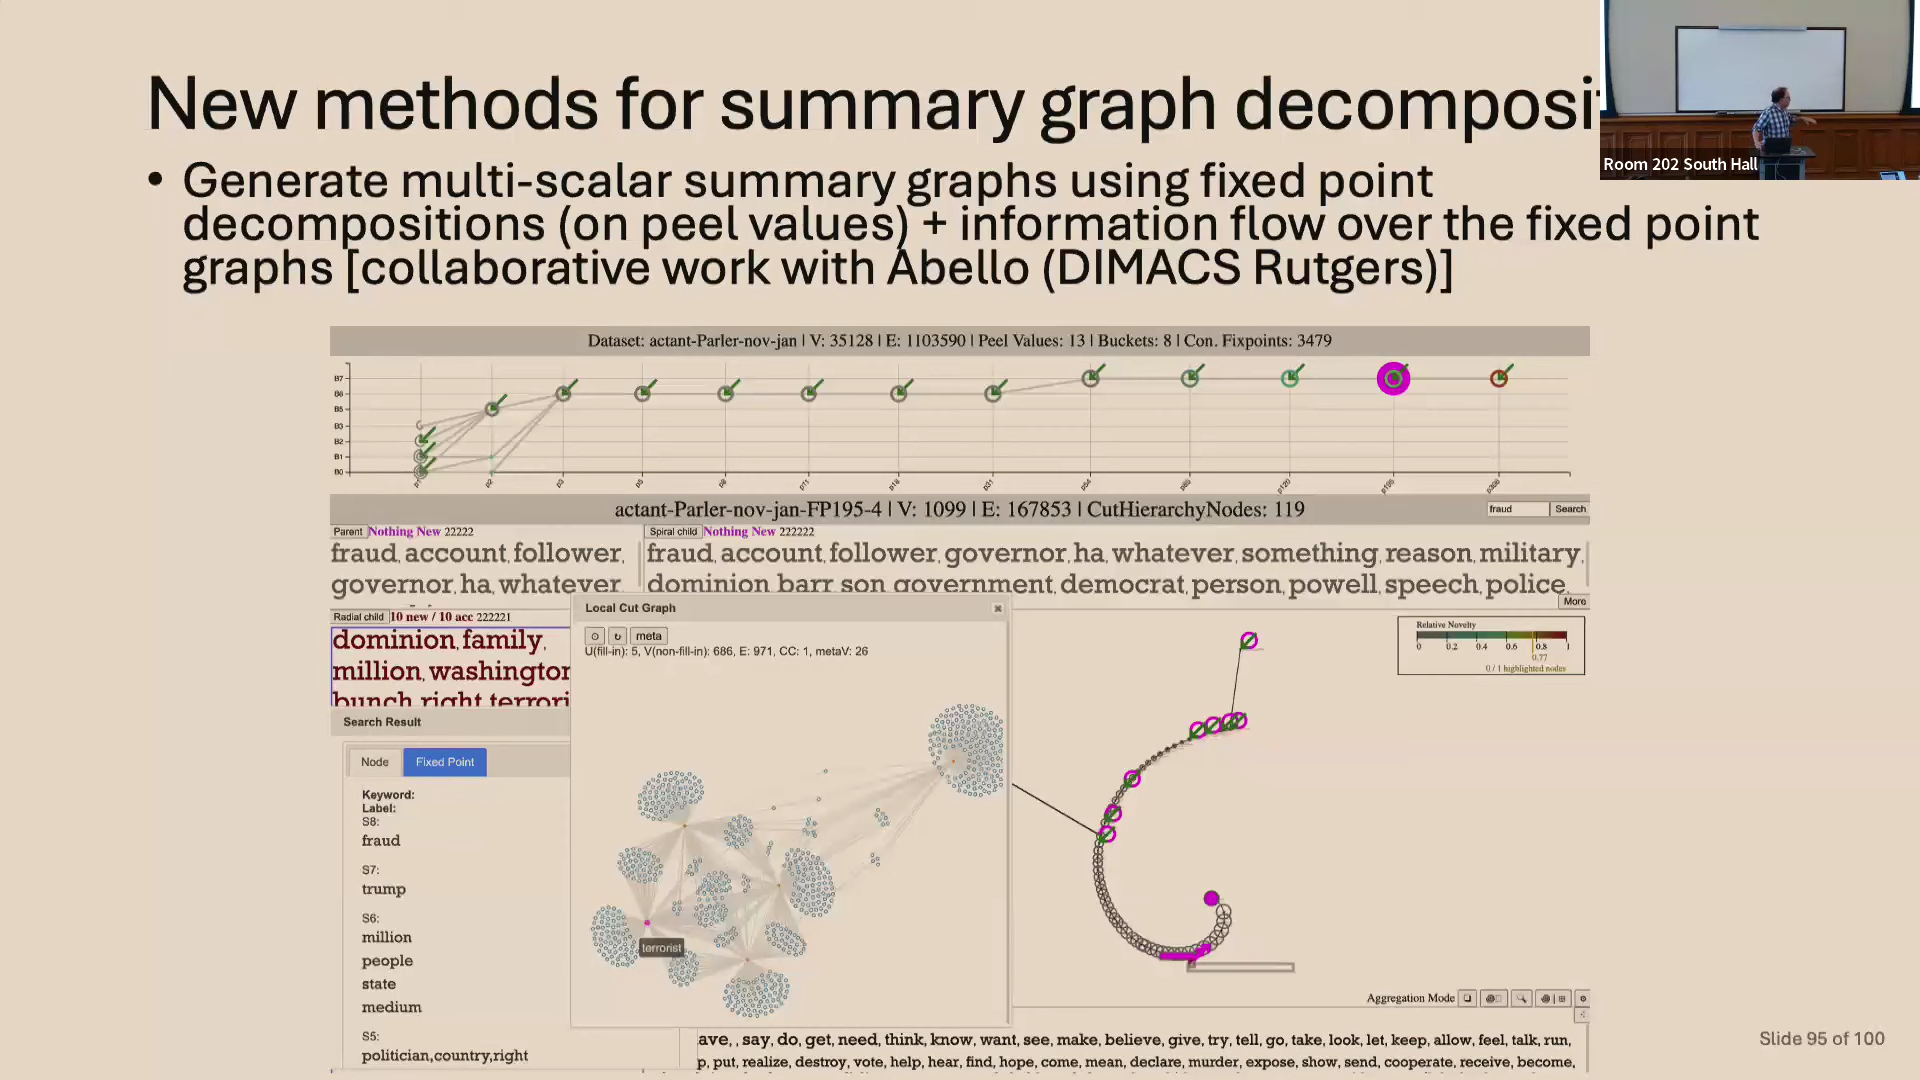 New methods for summary graph decomposi
Room 202 South Hall
• Generate multi-scalar summary graphs using fixed point
decompositions (on peel values) + information flow over the fixed point
graphs [collaborative work with Abello (DIMACS Rutgers)]
Dataset: actant-Parler-nov-jan | V: 35128 | E: 1103590 | Peel Values: 13 | Buckets: 8 | Con. Fixpoints: 3479
B7
B6
B5
B3
B2
B1
B0
actant-Parler-nov-jan-FP195-4 | V: 1099 | E: 167853 | CutHierarchyNodes: 119
fraud Search
Parent Nothing New 22222
fraud, account, follower,
governor, ha, whatever,
Spiral child Nothing New 222222
fraud, account, follower, governor, ha, whatever, something, reason, military,
dominion, barr, son, government, democrat, person, powell, speech, police,
More
Radial child 10 new / 10 acc 222221
dominion, family,
million, washington
bunch, right, terrori
Local Cut Graph
meta
U(fill-in): 5, V(non-fill-in): 686, E: 971, CC: 1, metaV: 26
terrorist
Relative Novelty
0 0.2 0.4 0.6 0.8 1
0.77
0 / 1 highlighted nodes
Search Result
Node Fixed Point
Keyword:
Label:
S8:
fraud
S7:
trump
S6:
million
people
state
medium
S5:
politician,country,right
Aggregation Mode
ave, , say, do, get, need, think, know, want, see, make, believe, give, try, tell, go, take, look, let, keep, allow, feel, talk, run,
p, put, realize, destroy, vote, help, hear, find, hope, come, mean, declare, murder, expose, show, send, cooperate, receive, become,
Slide 95 of 100